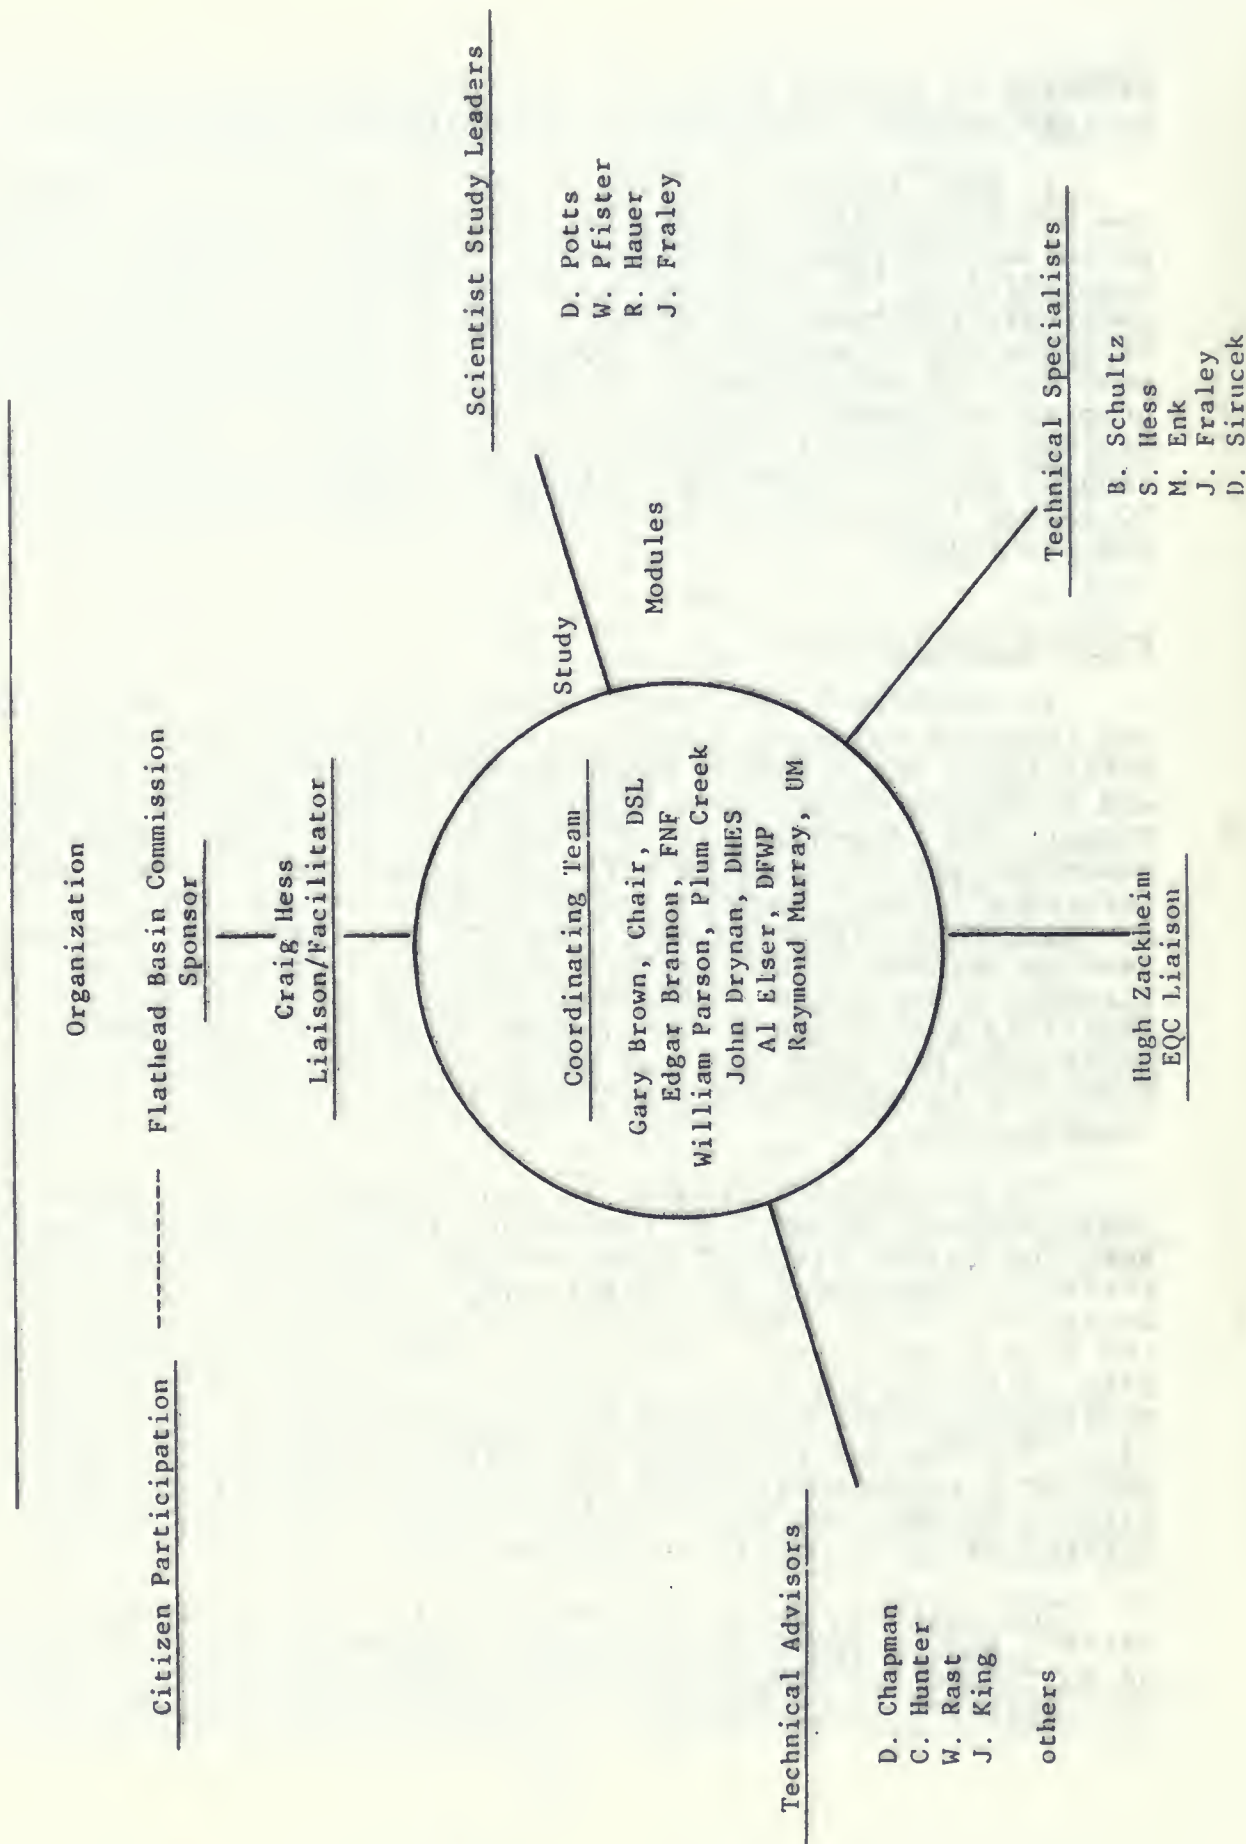 Organization
Citizen Participation ---------- Flathead Basin Commission
Sponsor
Craig Hess
Liaison/Facilitator
Scientist Study Leaders
D. Potts
W. Pfister
R. Hauer
J. Fraley
Study
Modules
Coordinating Team
Gary Brown, Chair, DSL
Edgar Brannon, FNF
William Parson, Plum Creek
John Drynan, DHES
Al Elser, DFWP
Raymond Murray, UM
Technical Advisors
D. Chapman
C. Hunter
W. Rast
J. King
others
Hugh Zackheim
EQC Liaison
Technical Specialists
B. Schultz
S. Hess
M. Enk
J. Fraley
D. Sirucek